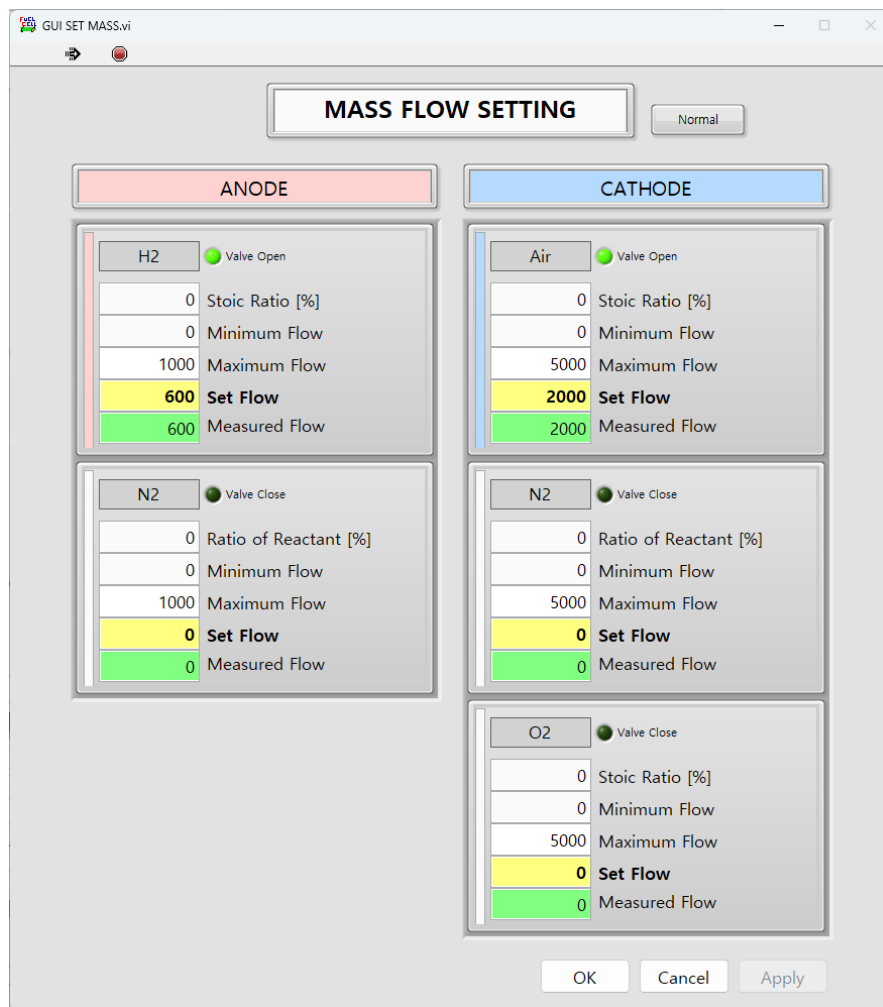 GUI SET MASS.vi
MASS FLOW SETTING
Normal
ANODE
H2 Valve Open
0 Stoic Ratio [%]
0 Minimum Flow
1000 Maximum Flow
600 Set Flow
600 Measured Flow
N2 Valve Close
0 Ratio of Reactant [%]
0 Minimum Flow
1000 Maximum Flow
0 Set Flow
0 Measured Flow
CATHODE
Air Valve Open
0 Stoic Ratio [%]
0 Minimum Flow
5000 Maximum Flow
2000 Set Flow
2000 Measured Flow
N2 Valve Close
0 Ratio of Reactant [%]
0 Minimum Flow
5000 Maximum Flow
0 Set Flow
0 Measured Flow
O2 Valve Close
0 Stoic Ratio [%]
0 Minimum Flow
5000 Maximum Flow
0 Set Flow
0 Measured Flow
OK Cancel Apply